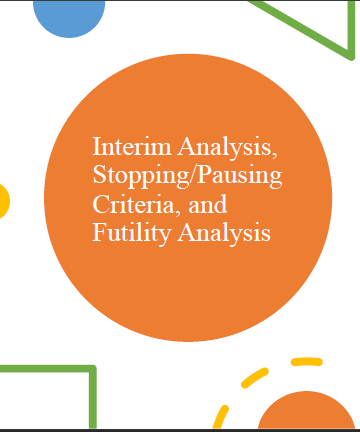 Interim Analysis,
Stopping/Pausing
Criteria, and
Futility Analysis